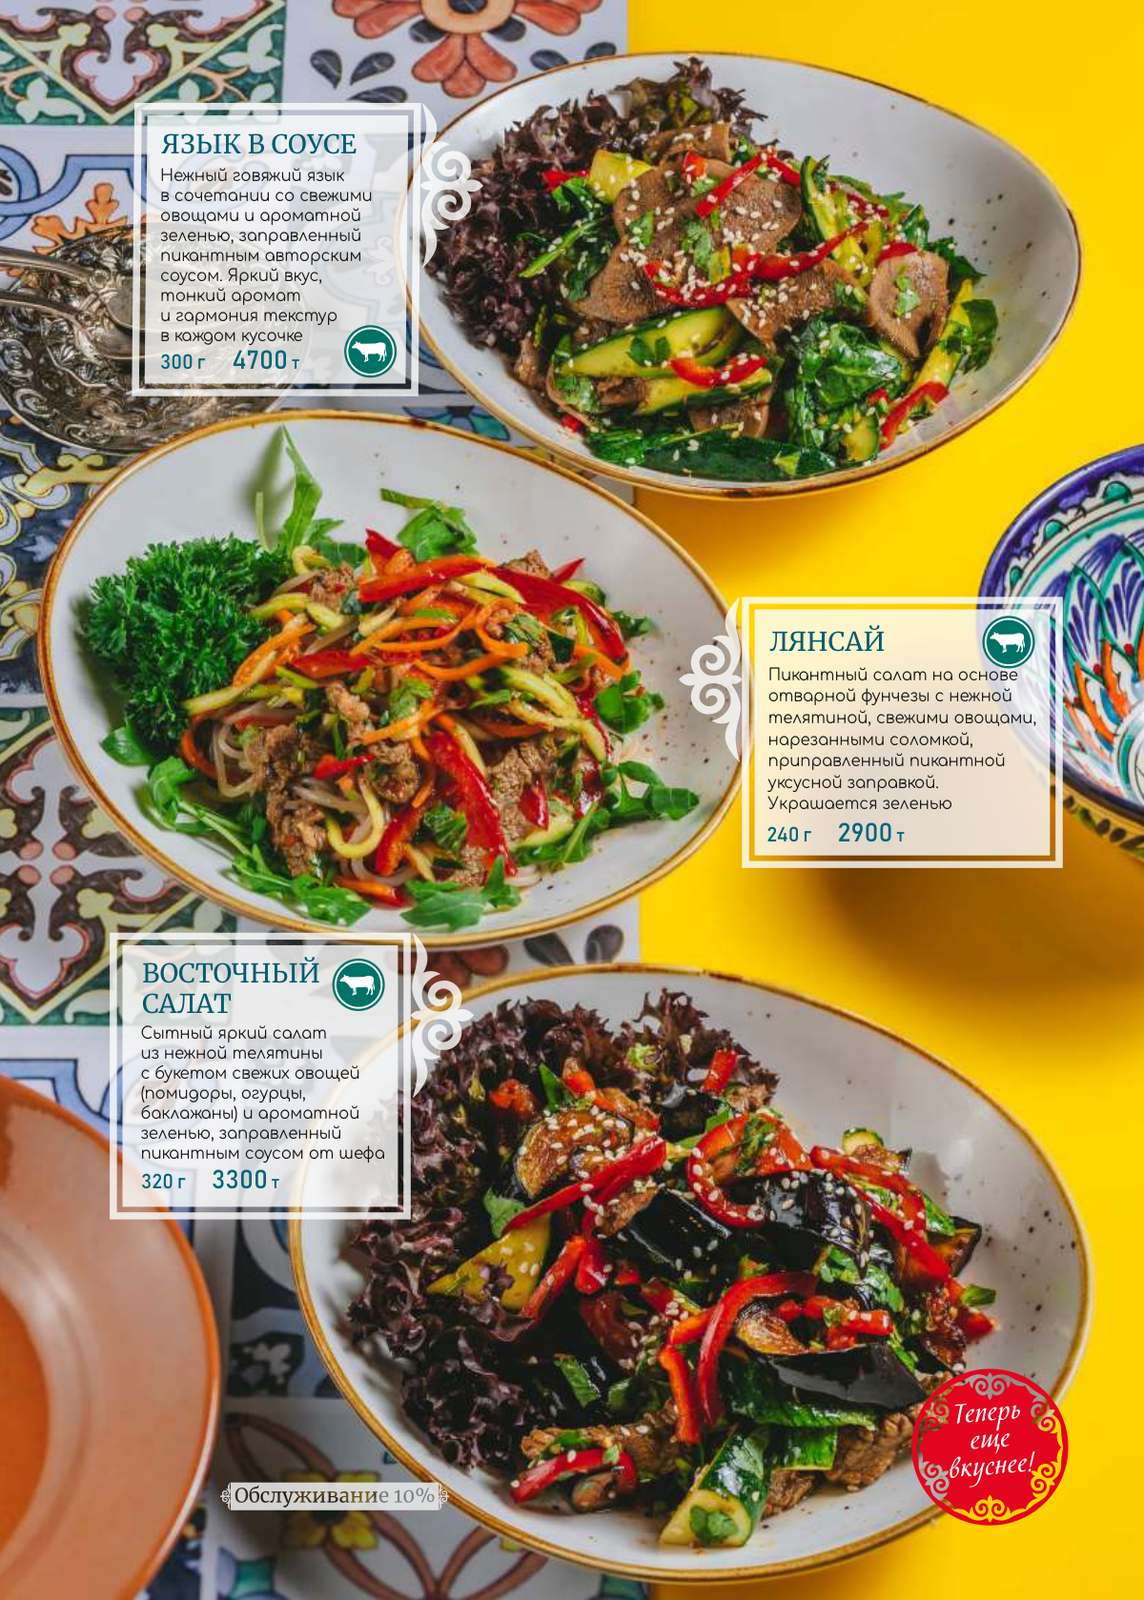 ЯЗЫК В СОУСЕ
Нежный говяжий язык
в сочетании со свежими
овощами и ароматной
зеленью, заправленный
пикантным авторским
соусом. Яркий вкус,
тонкий аромат
и гармония текстур
в каждом кусочке
300 г 4700 т
ЛЯНСАЙ
Пикантный салат на основе
отварной фунчезы с нежной
телятиной, свежими овощами,
нарезанными соломкой,
приправленный пикантной
уксусной заправкой.
Украшается зеленью
240 г 2900 т
ВОСТОЧНЫЙ
САЛАТ
Сытный яркий салат
из нежной телятины
с букетом свежих овощей
(помидоры, огурцы,
баклажаны) и ароматной
зеленью, заправленный
пикантным соусом от шефа
320 г 3300 т
Теперь
еще
вкуснее!
Обслуживание 10%